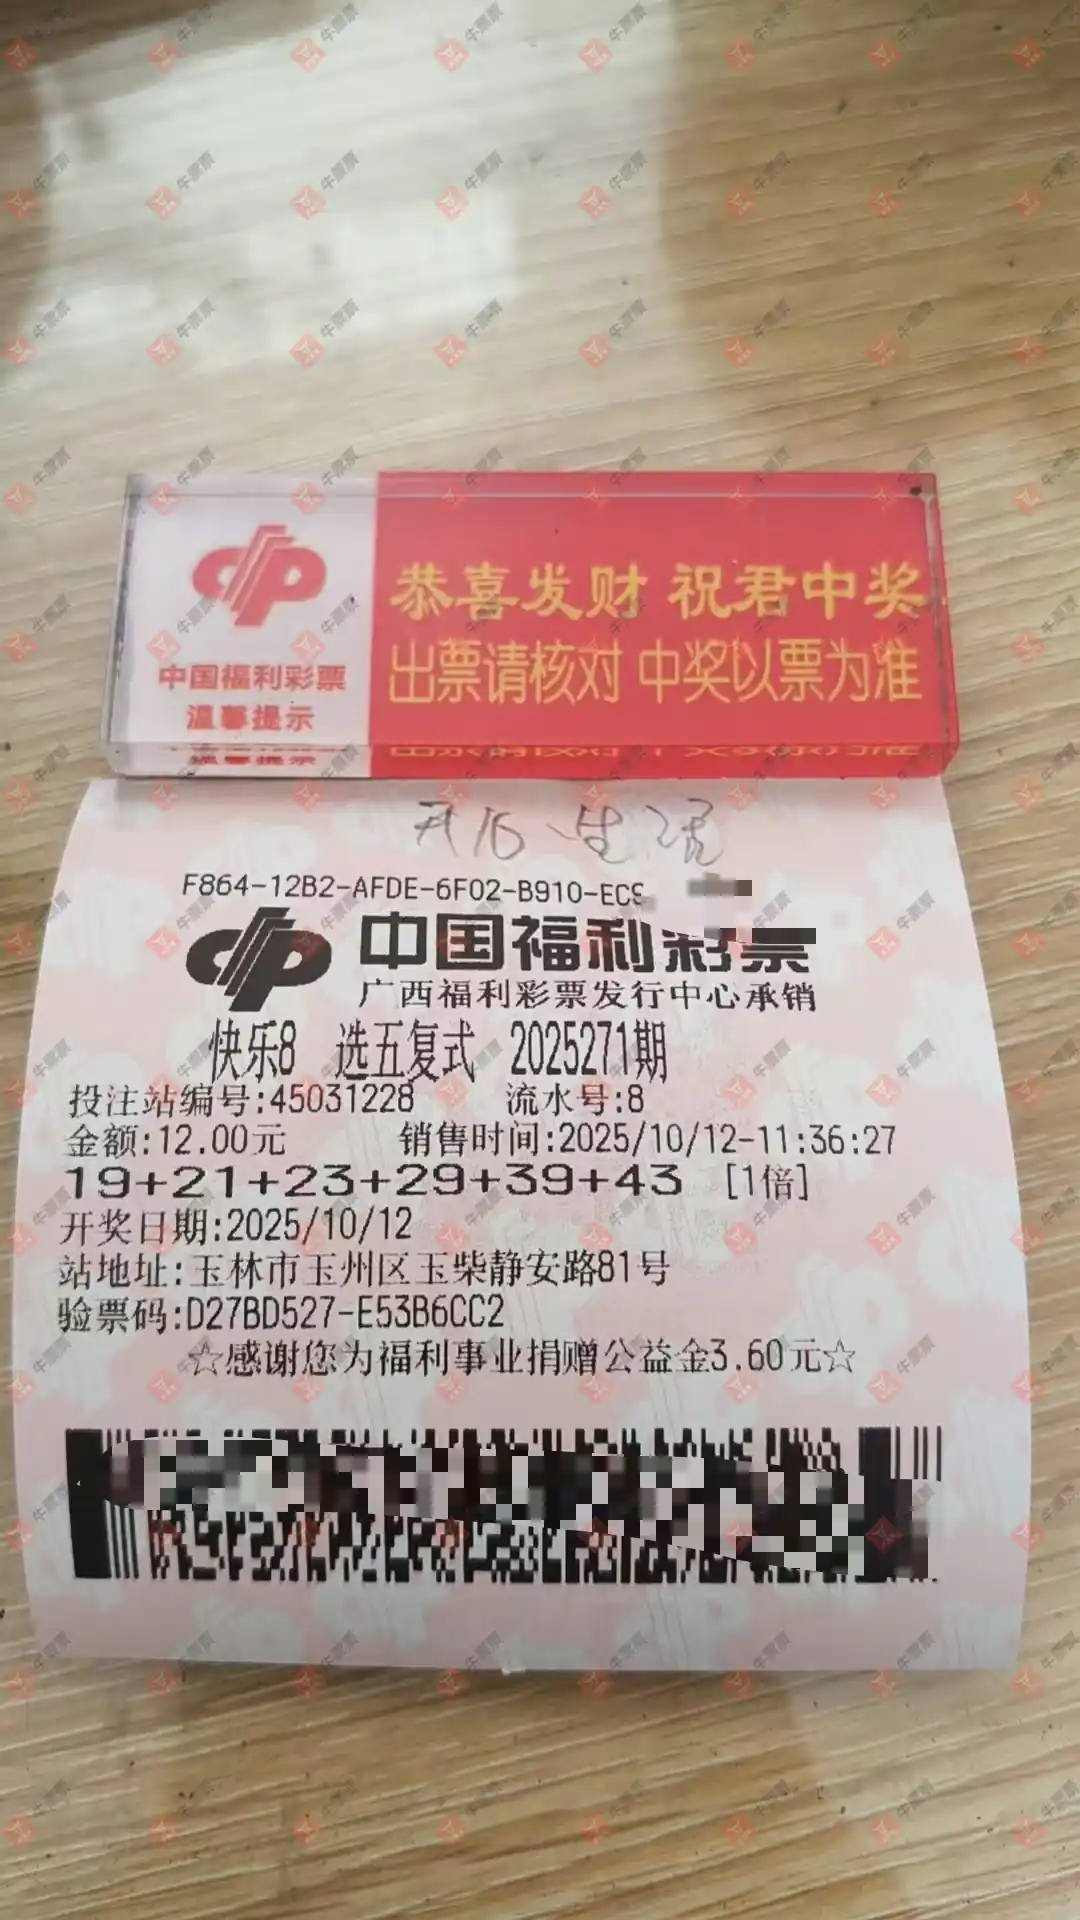 恭喜发财 祝君中奖
出票请核对 中奖以票为准
中国福利彩票
温馨提示
开心生活
F864-12B2-AFDE-6F02-B910-EC
中国福利彩票
广西福利彩票发行中心承销
快乐8 选五复式 2025271期
投注站编号:45031228 流水号:8
金额:12.00元 销售时间:2025/10/12-11:36:27
19+21+23+29+39+43 [1倍]
开奖日期:2025/10/12
站地址:玉林市玉州区玉柴静安路81号
验票码:D27BD527-E53B6CC2
☆感谢您为福利事业捐赠公益金3.60元☆
牛票票